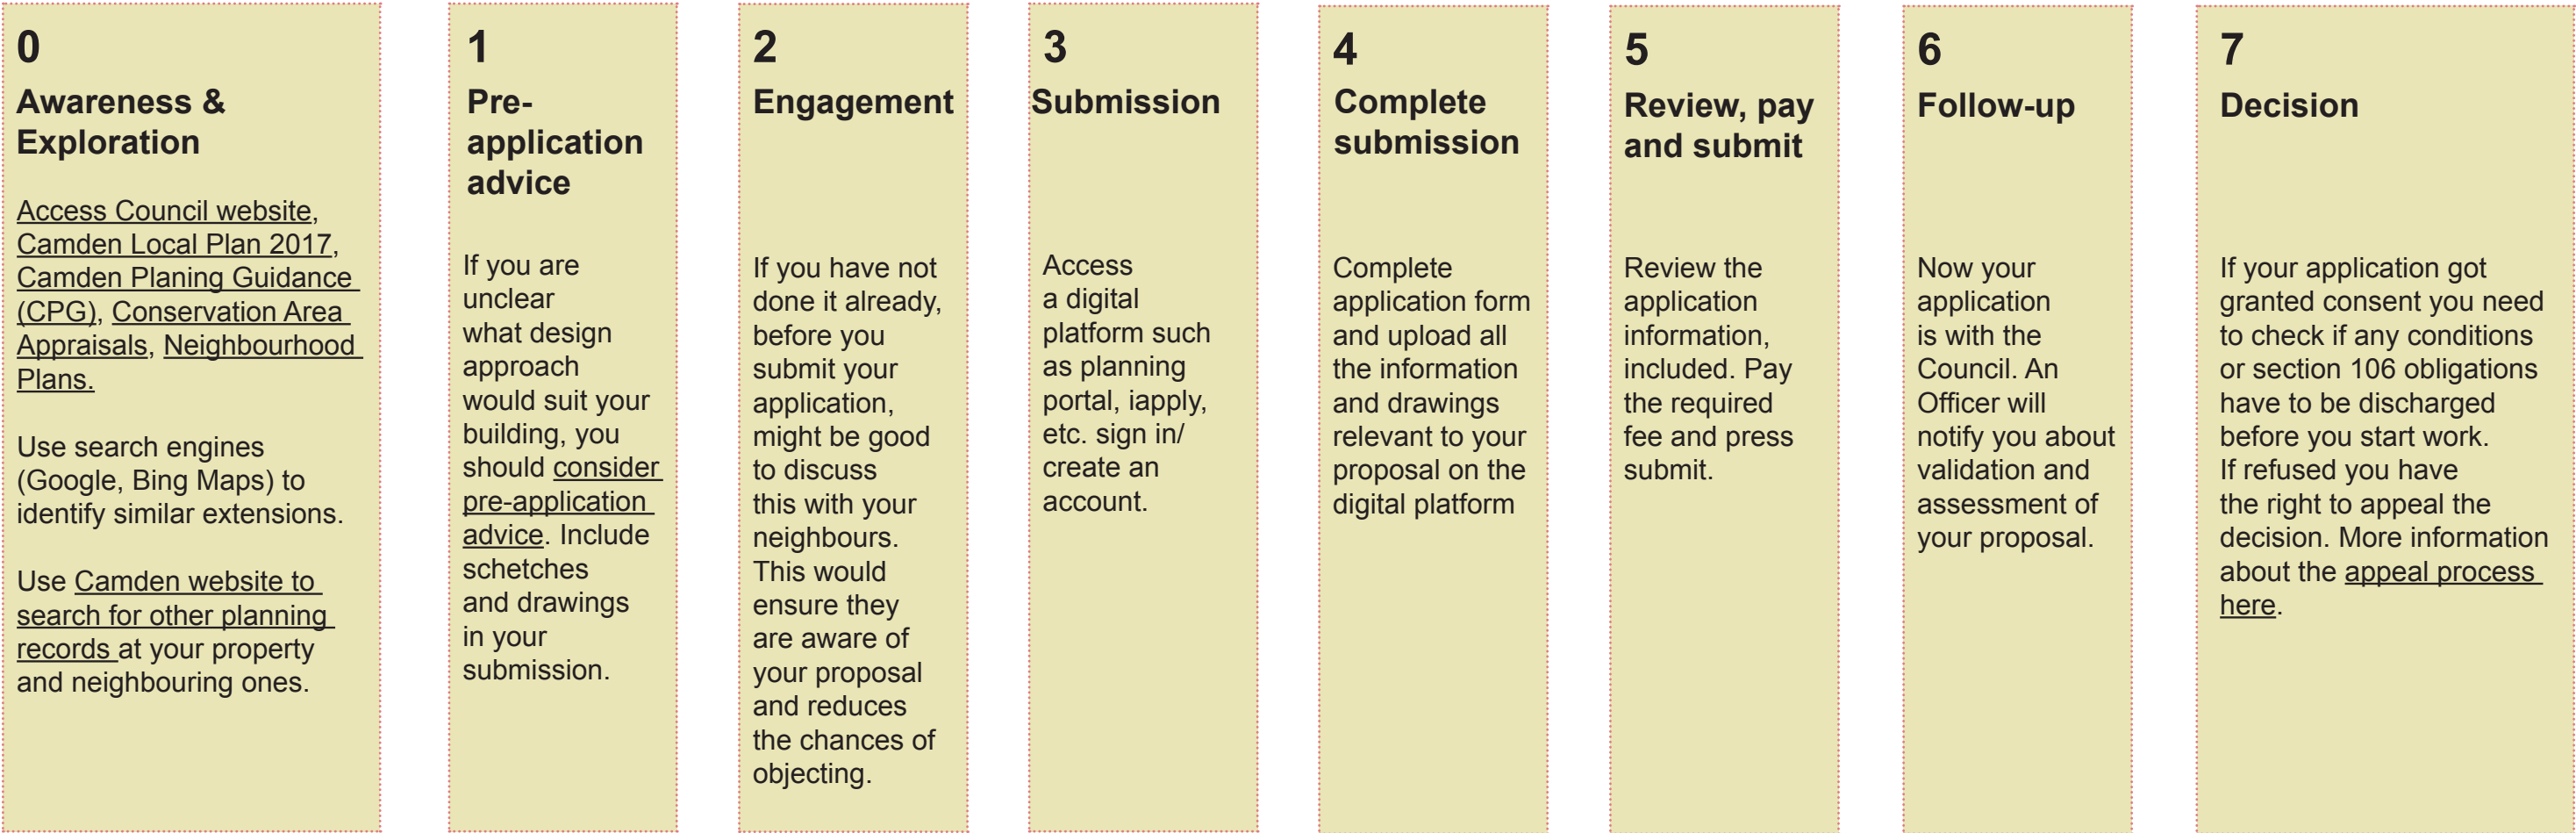 0
Awareness &
Exploration
Access Council website,
Camden Local Plan 2017,
Camden Planing Guidance
(CPG), Conservation Area
Appraisals, Neighbourhood
Plans.
Use search engines
(Google, Bing Maps) to
identify similar extensions.
Use Camden website to
search for other planning
records at your property
and neighbouring ones.
1
Pre-
application
advice
If you are
unclear
what design
approach
would suit your
building, you
should consider
pre-application
advice. Include
schetches
and drawings
in your
submission.
2
Engagement
If you have not
done it already,
before you
submit your
application,
might be good
to discuss
this with your
neighbours.
This would
ensure they
are aware of
your proposal
and reduces
the chances of
objecting.
3
Submission
Access
a digital
platform such
as planning
portal, iapply,
etc. sign in/
create an
account.
4
Complete
submission
Complete
application form
and upload all
the information
and drawings
relevant to your
proposal on the
digital platform
5
Review, pay
and submit
Review the
application
information,
included. Pay
the required
fee and press
submit.
6
Follow-up
Now your
application
is with the
Council. An
Officer will
notify you about
validation and
assessment of
your proposal.
7
Decision
If your application got
granted consent you need
to check if any conditions
or section 106 obligations
have to be discharged
before you start work.
If refused you have
the right to appeal the
decision. More information
about the appeal process
here.